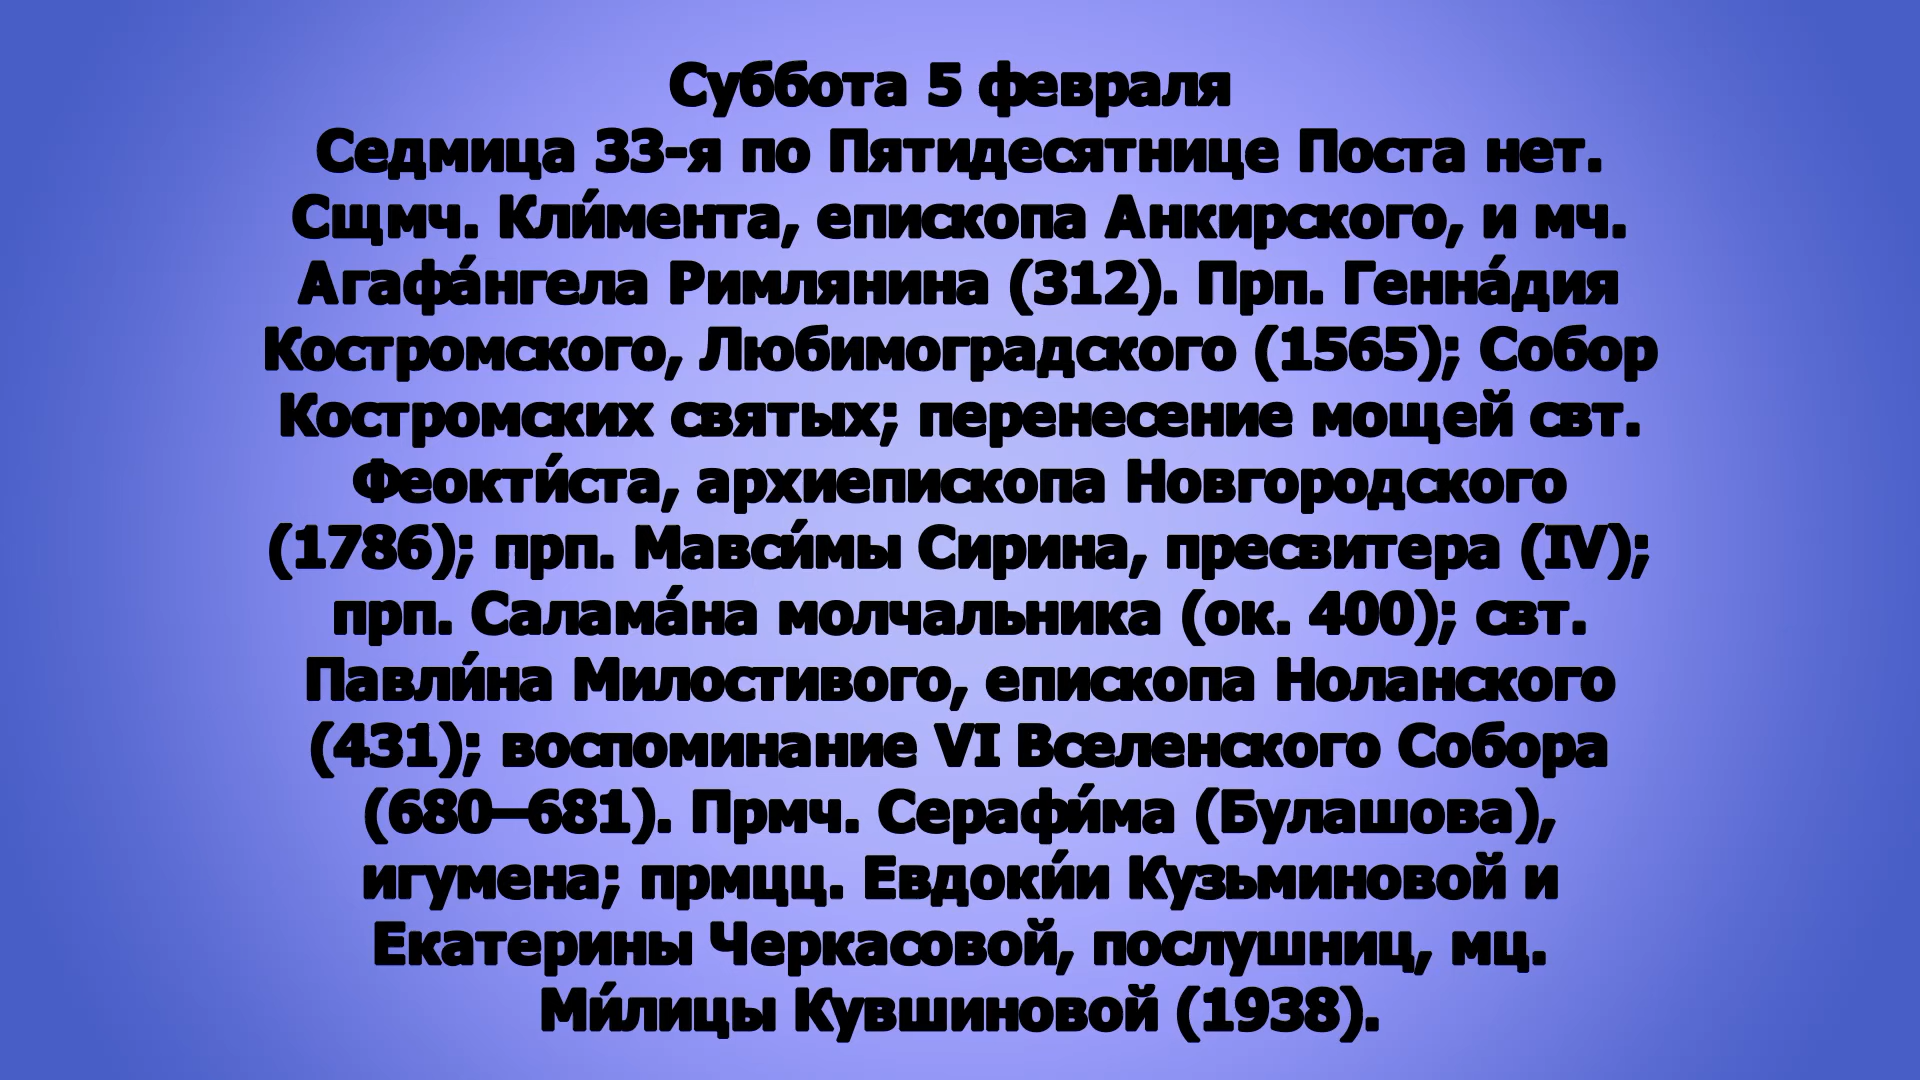 Суббота 5 февраля
Седмица 33-я по Пятидесятнице Поста нет.
Сщмч. Кли́мента, епископа Анкирского, и мч.
Агафа́нгела Римлянина (312). Прп. Генна́дия
Костромского, Любимоградского (1565); Собор
Костромских святых; перенесение мощей свт.
Феокти́ста, архиепископа Новгородского
(1786); прп. Мавси́мы Сирина, пресвитера (IV);
прп. Салама́на молчальника (ок. 400); свт.
Павли́на Милостивого, епископа Ноланского
(431); воспоминание VI Вселенского Собора
(680–681). Прмч. Серафи́ма (Булашова),
игумена; прмцц. Евдоки́и Кузьминовой и
Екатерины Черкасовой, послушниц, мц.
Ми́лицы Кувшиновой (1938).